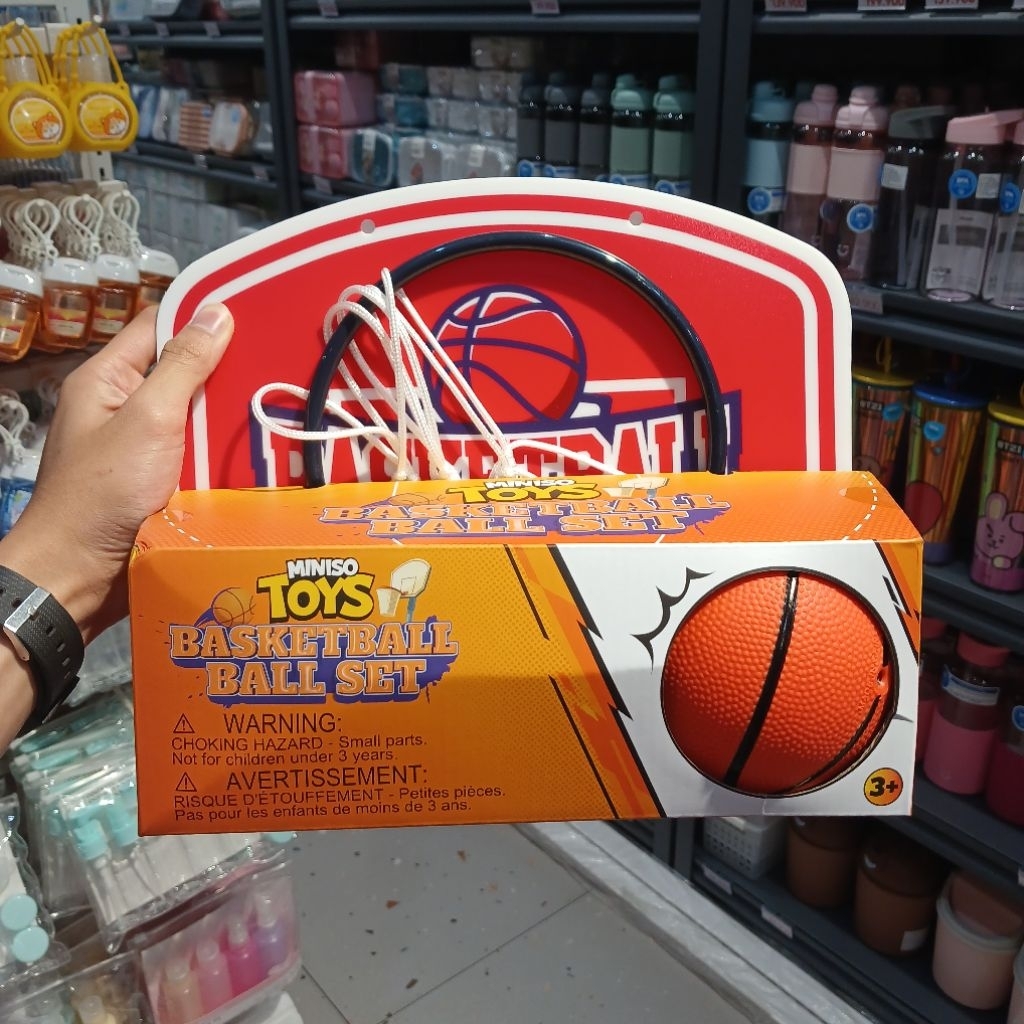 BASKETBALL
MINISO
TOYS
BASKETBALL
BALL SET
MINISO
TOYS
BASKETBALL
BALL SET
WARNING:
CHOKING HAZARD - Small parts.
Not for children under 3 years.
AVERTISSEMENT:
RISQUE D'ÉTOUFFEMENT - Petites pièces.
Pas pour les enfants de moins de 3 ans.
3+